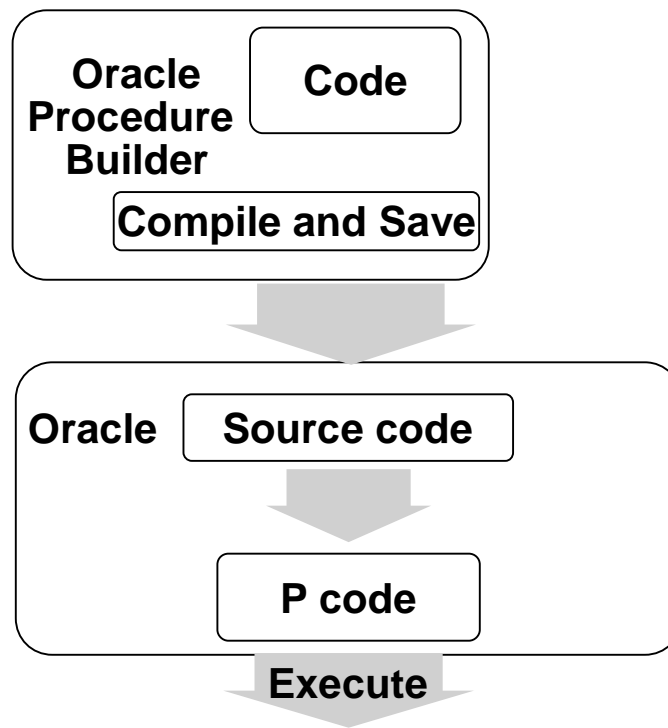 Oracle
Procedure
Builder
Code
Compile and Save
Oracle
Source code
P code
Execute